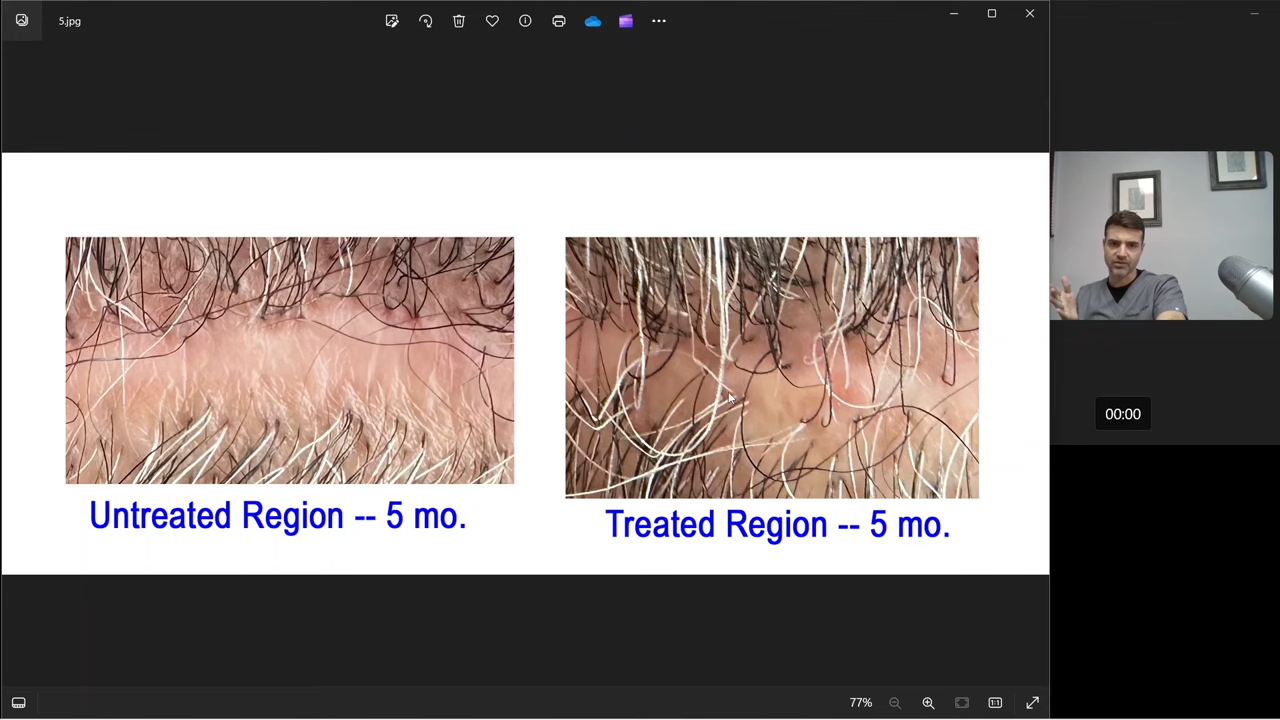 5.jpg
Untreated Region -- 5 mo.
Treated Region -- 5 mo.
00:00
77%